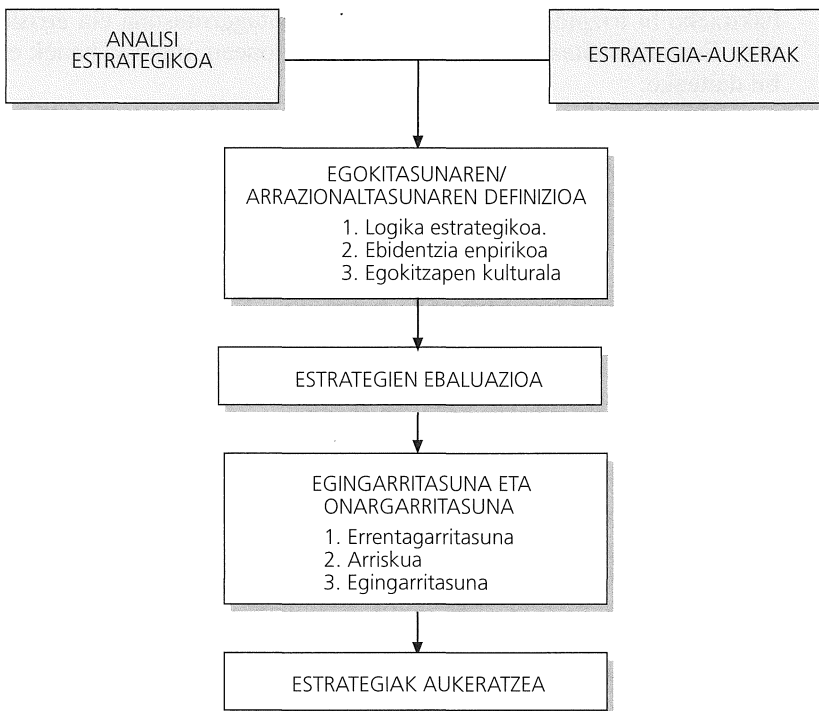 ANALISI
ESTRATEGIKOA
ESTRATEGIA-AUKERAK
EGOKITASUNAREN/
ARRAZIONALTASUNAREN DEFINIZIOA
1. Logika estrategikoa.
2. Ebidentzia enpirikoa
3. Egokitzapen kulturala
ESTRATEGIEN EBALUAZIOA
EGINGARRITASUNA ETA
ONARGARRITASUNA
1. Errentagarritasuna
2. Arriskua
3. Egingarritasuna
ESTRATEGIAK AUKERATZEA